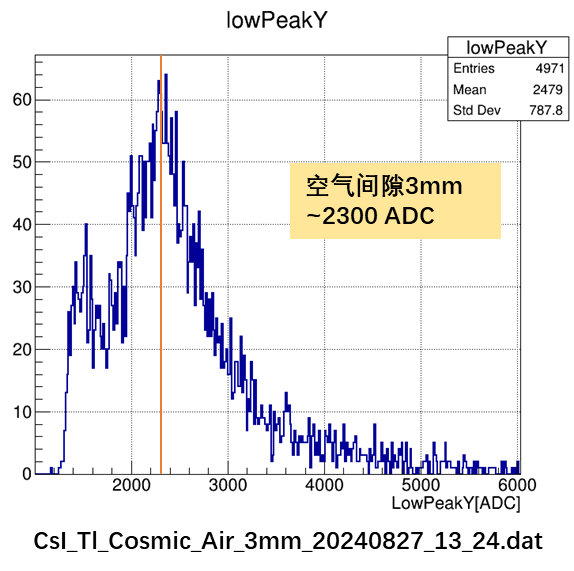 lowPeakY
lowPeakY
Entries 4971
Mean 2479
Std Dev 787.8
60
50
40
30
20
10
0
空气间隙3mm
~2300 ADC
2000 3000 4000 5000 6000
LowPeakY[ADC]
CsI_Tl_Cosmic_Air_3mm_20240827_13_24.dat